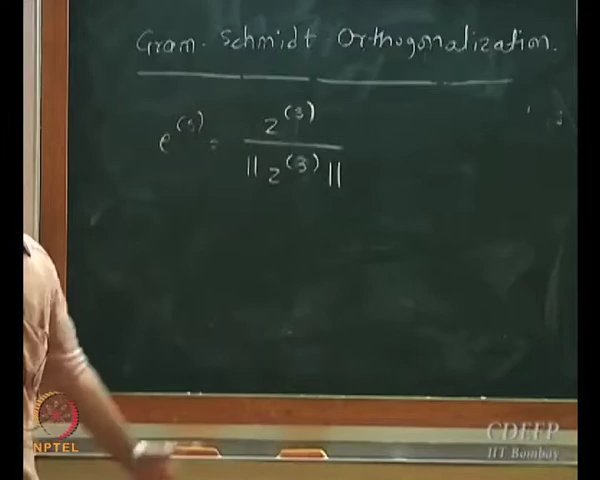 Gram. Schmidt Orthogonalization.
e^(3) = z^(3) / ||z^(3)||
NPTEL
CDEEP
IIT Bombay